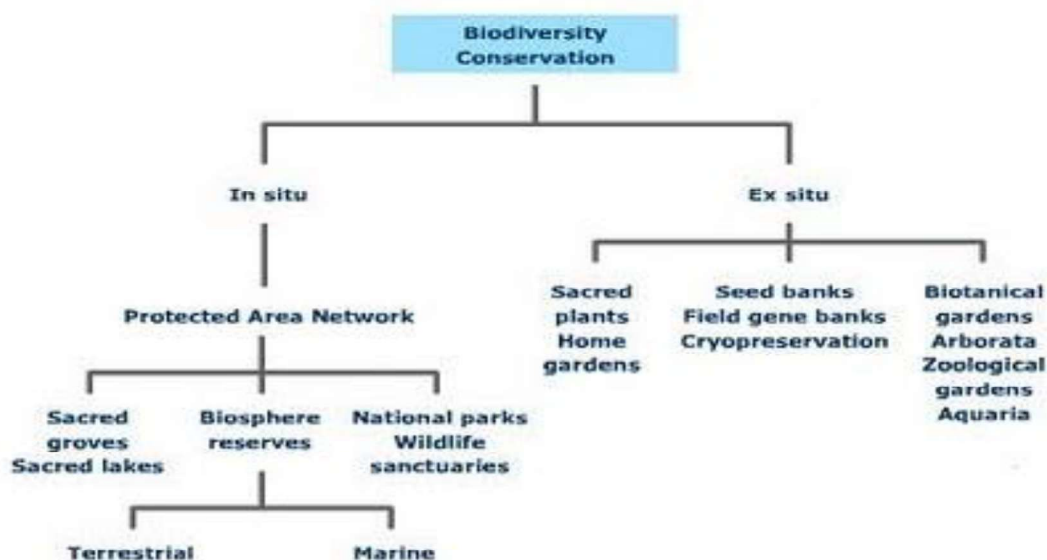 Biodiversity
Conservation
In situ
Ex situ
Protected Area Network
Sacred
plants
Home
gardens
Seed banks
Field gene banks
Cryopreservation
Biotanical
gardens
Arborata
Zoological
gardens
Aquaria
Sacred
groves
Sacred lakes
Biosphere
reserves
National parks
Wildlife
sanctuaries
Terrestrial
Marine